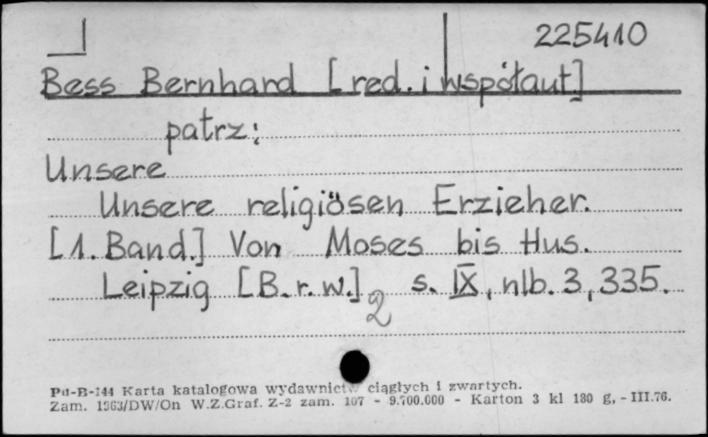 225410
Bess Bernhard [red. i współaut]
patrz:
Unsere
Unsere religiösen Erzieher.
[1. Band.] Von Moses bis Hus.
Leipzig [B. r. w.] s. IX, nlb. 3, 335.
2
Pu-B-144 Karta katalogowa wydawnictw ciągłych i zwartych.
Zam. 1363/DW/On W.Z.Graf. Z-2 zam. 107 - 9.700.000 - Karton 3 kl 180 g, - III.76.